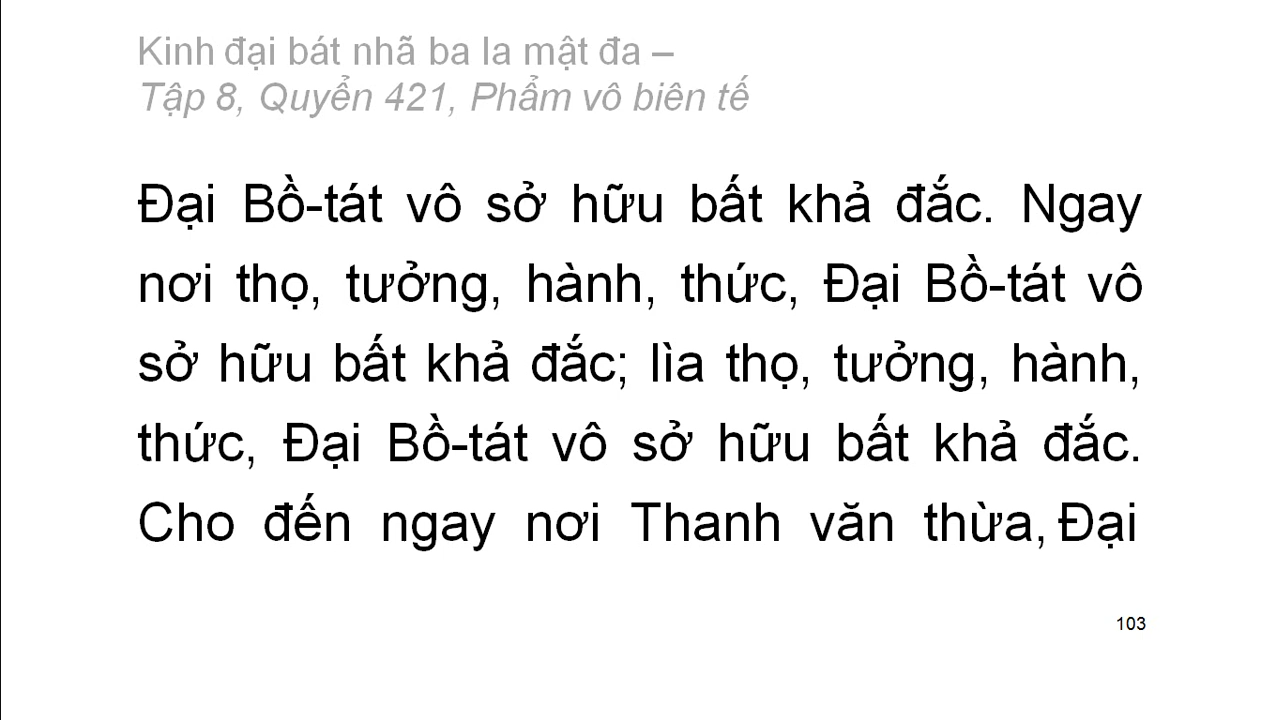 Kinh đại bát nhã ba la mật đa –
Tập 8, Quyển 421, Phẩm vô biên tế
Đại Bồ-tát vô sở hữu bất khả đắc. Ngay
nơi thọ, tưởng, hành, thức, Đại Bồ-tát vô
sở hữu bất khả đắc; lìa thọ, tưởng, hành,
thức, Đại Bồ-tát vô sở hữu bất khả đắc.
Cho đến ngay nơi Thanh văn thừa, Đại
103